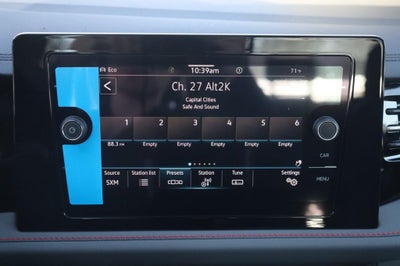 Eco 10:39am 71°F
Ch. 27 Alt2K
Capital Cities
Safe And Sound
1 2 3 4 5 6
88.3 FM Empty Empty Empty Empty Empty
Source Station list Presets Station Tune Settings
SXM
CAR
MENU